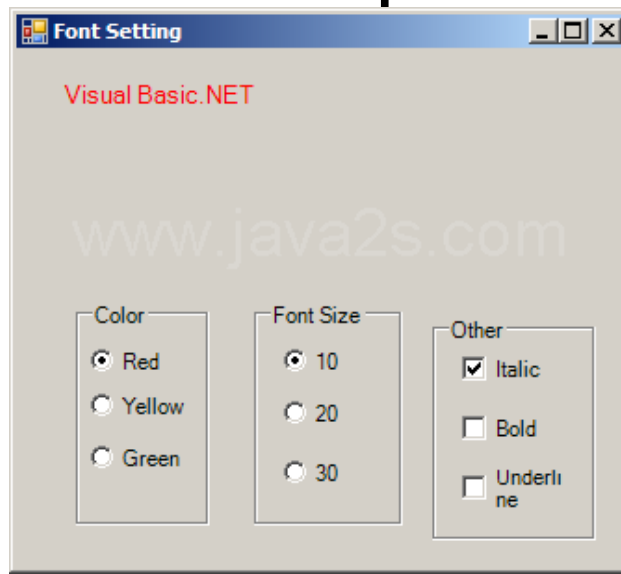 Font Setting
Visual Basic.NET
www.java2s.com
Color
Red
Yellow
Green
Font Size
10
20
30
Other
Italic
Bold
Underli
ne